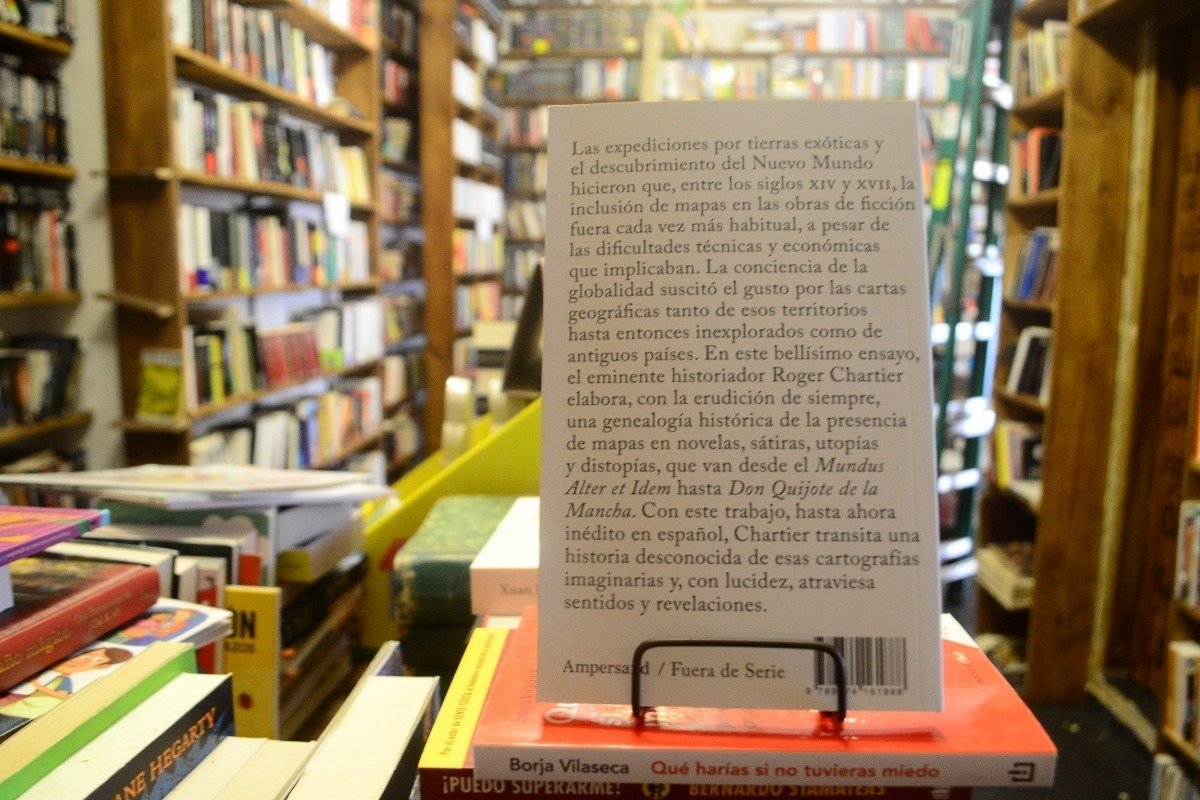 Las expediciones por tierras exóticas y
el descubrimiento del Nuevo Mundo
hicieron que, entre los siglos XIV y XVII, la
inclusión de mapas en las obras de ficción
fuera cada vez más habitual, a pesar de
las dificultades técnicas y económicas
que implicaban. La conciencia de la
globalidad suscitó el gusto por las cartas
geográficas tanto de esos territorios
hasta entonces inexplorados como de
antiguos países. En este bellísimo ensayo,
el eminente historiador Roger Chartier
elabora, con la erudición de siempre,
una genealogía histórica de la presencia
de mapas en novelas, sátiras, utopías
y distopías, que van desde el Mundus
Alter et Idem hasta Don Quijote de la
Mancha. Con este trabajo, hasta ahora
inédito en español, Chartier transita una
historia desconocida de esas cartografías
imaginarias y, con lucidez, atraviesa
sentidos y revelaciones.
Ampersand / Fuera de Serie
Xuan
Borja Vilaseca Qué harías si no tuvieras miedo
¡PUEDO SUPERARME! BERNARDO STAMATEAS
ANE HEGARTY